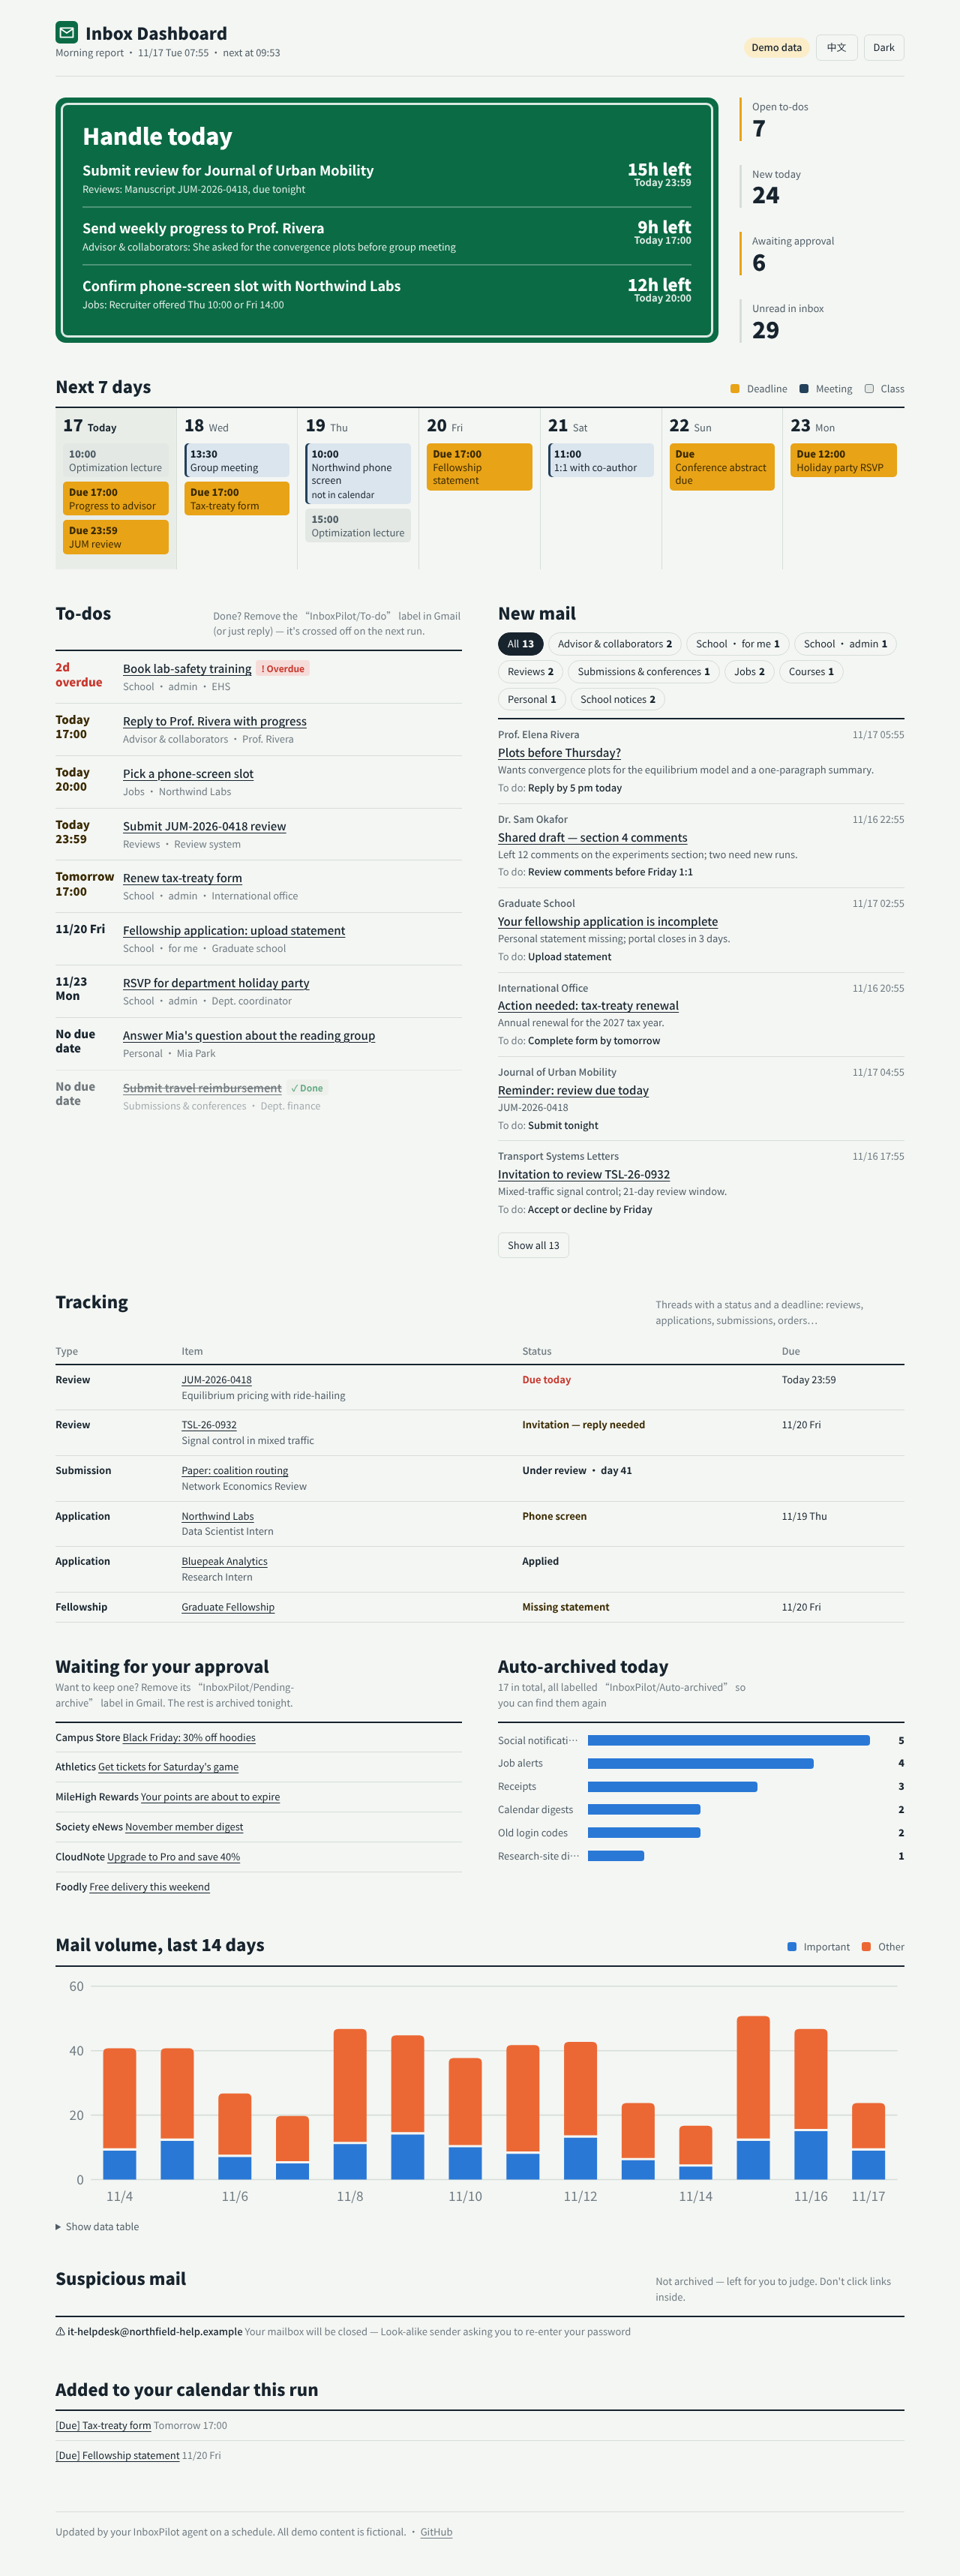 Inbox Dashboard
Morning report · 11/17 Tue 07:55 · next at 09:53
Demo data
中文
Dark
Handle today
Submit review for Journal of Urban Mobility
Reviews: Manuscript JUM-2026-0418, due tonight
15h left
Today 23:59
Send weekly progress to Prof. Rivera
Advisor & collaborators: She asked for the convergence plots before group meeting
9h left
Today 17:00
Confirm phone-screen slot with Northwind Labs
Jobs: Recruiter offered Thu 10:00 or Fri 14:00
12h left
Today 20:00
Open to-dos
7
New today
24
Awaiting approval
6
Unread in inbox
29
Next 7 days
Deadline
Meeting
Class
17 Today
10:00
Optimization lecture
Due 17:00
Progress to advisor
Due 23:59
JUM review
18 Wed
13:30
Group meeting
Due 17:00
Tax-treaty form
19 Thu
10:00
Northwind phone
screen
not in calendar
15:00
Optimization lecture
20 Fri
Due 17:00
Fellowship
statement
21 Sat
11:00
1:1 with co-author
22 Sun
Due
Conference abstract
due
23 Mon
Due 12:00
Holiday party RSVP
To-dos
Done? Remove the “InboxPilot/To-do” label in Gmail
(or just reply) — it's crossed off on the next run.
2d
overdue
Book lab-safety training ! Overdue
School · admin · EHS
Today
17:00
Reply to Prof. Rivera with progress
Advisor & collaborators · Prof. Rivera
Today
20:00
Pick a phone-screen slot
Jobs · Northwind Labs
Today
23:59
Submit JUM-2026-0418 review
Reviews · Review system
Tomorrow
17:00
Renew tax-treaty form
School · admin · International office
11/20 Fri
Fellowship application: upload statement
School · for me · Graduate school
11/23
Mon
RSVP for department holiday party
School · admin · Dept. coordinator
No due
date
Answer Mia's question about the reading group
Personal · Mia Park
No due
date
Submit travel reimbursement ✓ Done
Submissions & conferences · Dept. finance
New mail
All 13
Advisor & collaborators 2
School · for me 1
School · admin 1
Reviews 2
Submissions & conferences 1
Jobs 2
Courses 1
Personal 1
School notices 2
Prof. Elena Rivera 11/17 05:55
Plots before Thursday?
Wants convergence plots for the equilibrium model and a one-paragraph summary.
To do: Reply by 5 pm today
Dr. Sam Okafor 11/16 22:55
Shared draft — section 4 comments
Left 12 comments on the experiments section; two need new runs.
To do: Review comments before Friday 1:1
Graduate School 11/17 02:55
Your fellowship application is incomplete
Personal statement missing; portal closes in 3 days.
To do: Upload statement
International Office 11/16 20:55
Action needed: tax-treaty renewal
Annual renewal for the 2027 tax year.
To do: Complete form by tomorrow
Journal of Urban Mobility 11/17 04:55
Reminder: review due today
JUM-2026-0418
To do: Submit tonight
Transport Systems Letters 11/16 17:55
Invitation to review TSL-26-0932
Mixed-traffic signal control; 21-day review window.
To do: Accept or decline by Friday
Show all 13
Tracking
Threads with a status and a deadline: reviews,
applications, submissions, orders…
Type Item Status Due
Review JUM-2026-0418 Due today Today 23:59
Equilibrium pricing with ride-hailing
Review TSL-26-0932 Invitation — reply needed 11/20 Fri
Signal control in mixed traffic
Submission Paper: coalition routing Under review · day 41
Network Economics Review
Application Northwind Labs Phone screen 11/19 Thu
Data Scientist Intern
Application Bluepeak Analytics Applied
Research Intern
Fellowship Graduate Fellowship Missing statement 11/20 Fri
Waiting for your approval
Want to keep one? Remove its “InboxPilot/Pending-
archive” label in Gmail. The rest is archived tonight.
Campus Store Black Friday: 30% off hoodies
Athletics Get tickets for Saturday's game
MileHigh Rewards Your points are about to expire
Society eNews November member digest
CloudNote Upgrade to Pro and save 40%
Foodly Free delivery this weekend
Auto-archived today
17 in total, all labelled “InboxPilot/Auto-archived” so
you can find them again
Social notificati… 5
Job alerts 4
Receipts 3
Calendar digests 2
Old login codes 2
Research-site di… 1
Mail volume, last 14 days
Important
Other
60
40
20
0
11/4 11/6 11/8 11/10 11/12 11/14 11/16 11/17
▶ Show data table
Suspicious mail
Not archived — left for you to judge. Don't click links
inside.
⚠ it-helpdesk@northfield-help.example Your mailbox will be closed — Look-alike sender asking you to re-enter your password
Added to your calendar this run
[Due] Tax-treaty form Tomorrow 17:00
[Due] Fellowship statement 11/20 Fri
Updated by your InboxPilot agent on a schedule. All demo content is fictional. · GitHub